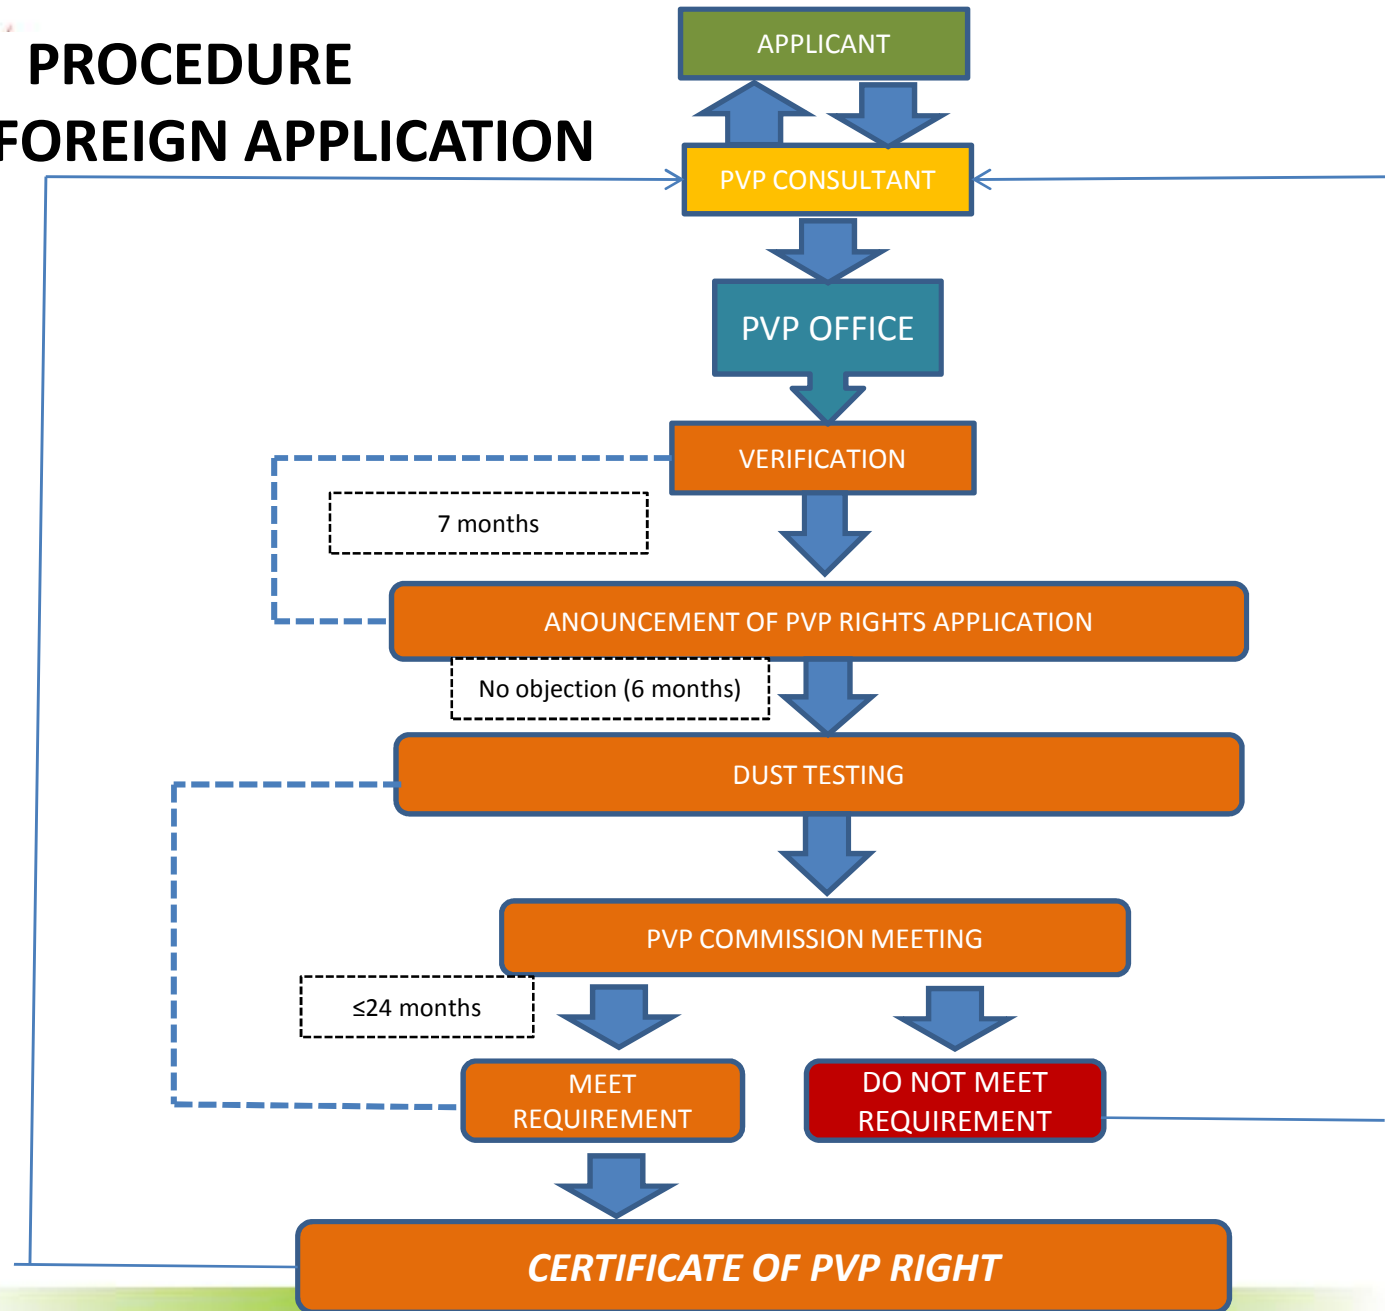 PROCEDURE
FOREIGN APPLICATION
APPLICANT
PVP CONSULTANT
PVP OFFICE
VERIFICATION
7 months
ANOUNCEMENT OF PVP RIGHTS APPLICATION
No objection (6 months)
DUST TESTING
PVP COMMISSION MEETING
≤24 months
MEET
REQUIREMENT
DO NOT MEET
REQUIREMENT
CERTIFICATE OF PVP RIGHT